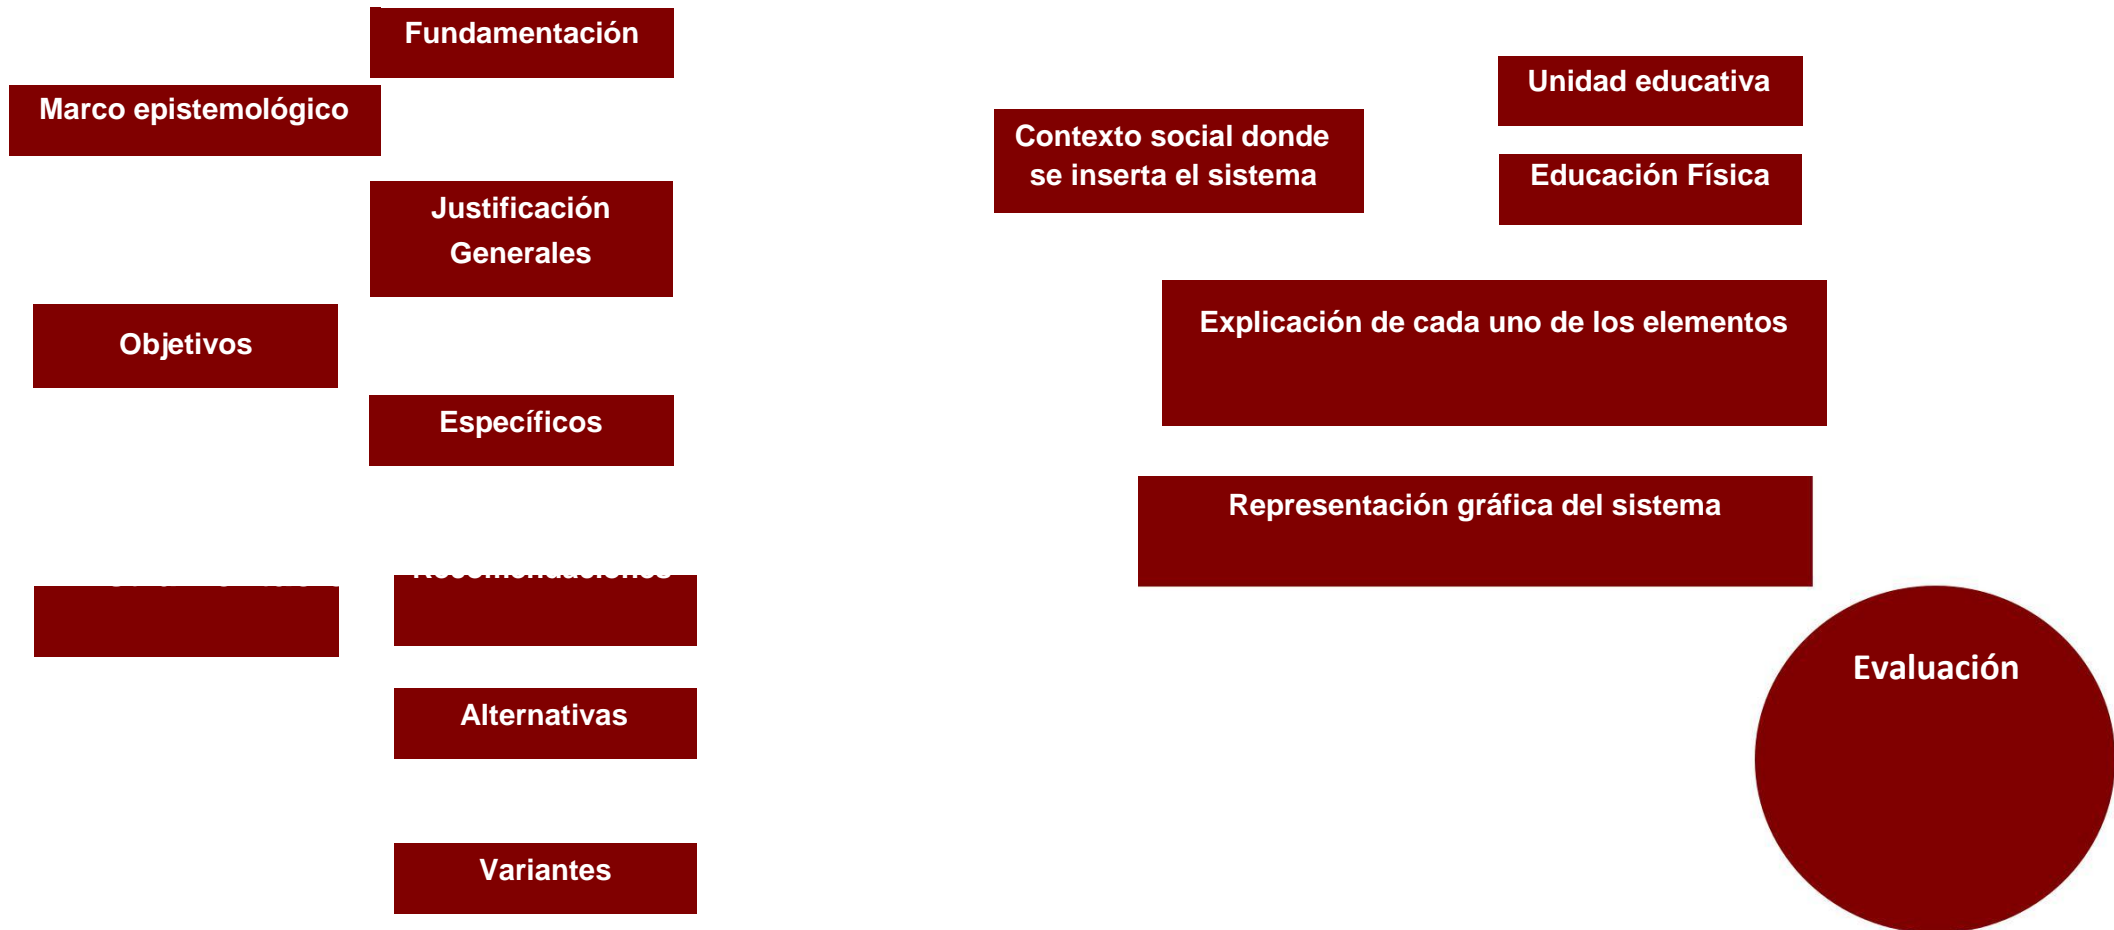 Fundamentación
Marco epistemológico
Justificación
Generales
Objetivos
Específicos
Recomendaciones
Alternativas
Variantes
Unidad educativa
Contexto social donde
se inserta el sistema
Educación Física
Explicación de cada uno de los elementos
Representación gráfica del sistema
Evaluación